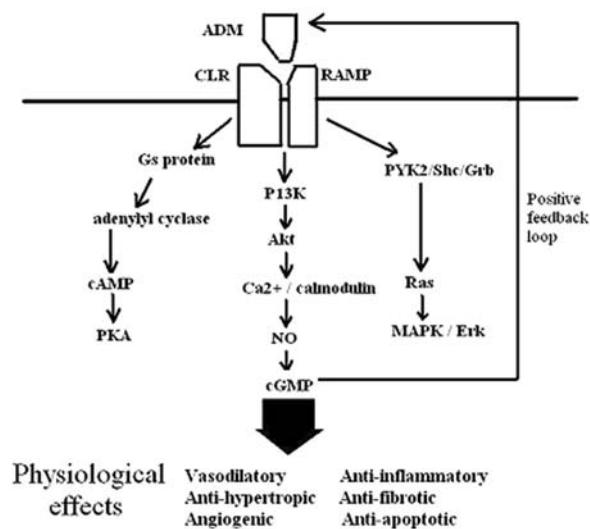 ADM
CLR
RAMP
Gs protein
adenylyl cyclase
cAMP
PKA
P13K
Akt
Ca2+ / calmodulin
NO
cGMP
PYK2/Shc/Grb
Ras
MAPK / Erk
Positive
feedback
loop
Physiological
effects
Vasodilatory
Anti-hypertropic
Angiogenic
Anti-inflammatory
Anti-fibrotic
Anti-apoptotic